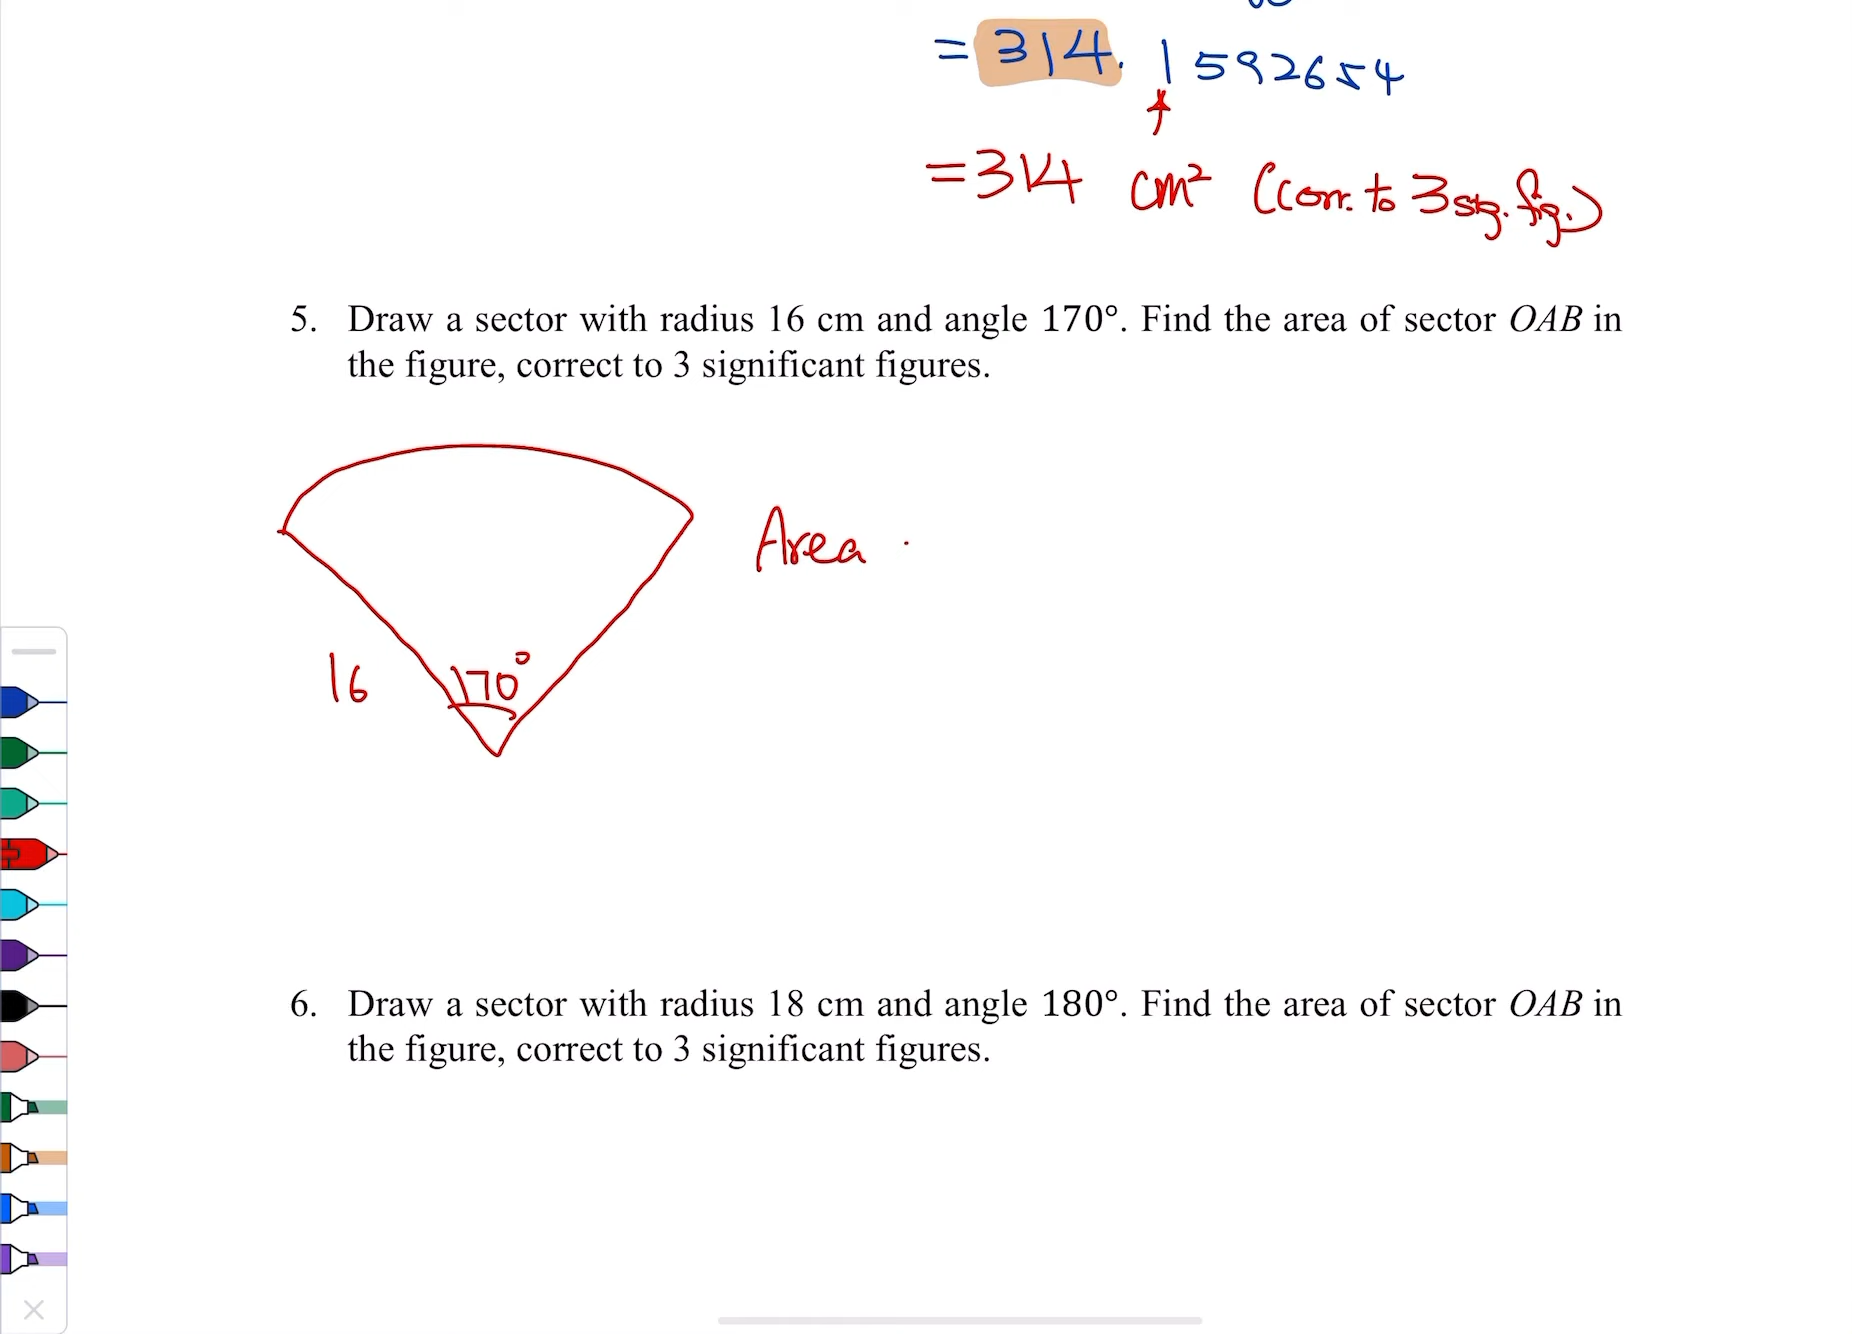 = 314.1592654
= 314 cm² (corr. to 3 sig. fig.)
5. Draw a sector with radius 16 cm and angle 170°. Find the area of sector OAB in
the figure, correct to 3 significant figures.
Area
16
170°
6. Draw a sector with radius 18 cm and angle 180°. Find the area of sector OAB in
the figure, correct to 3 significant figures.